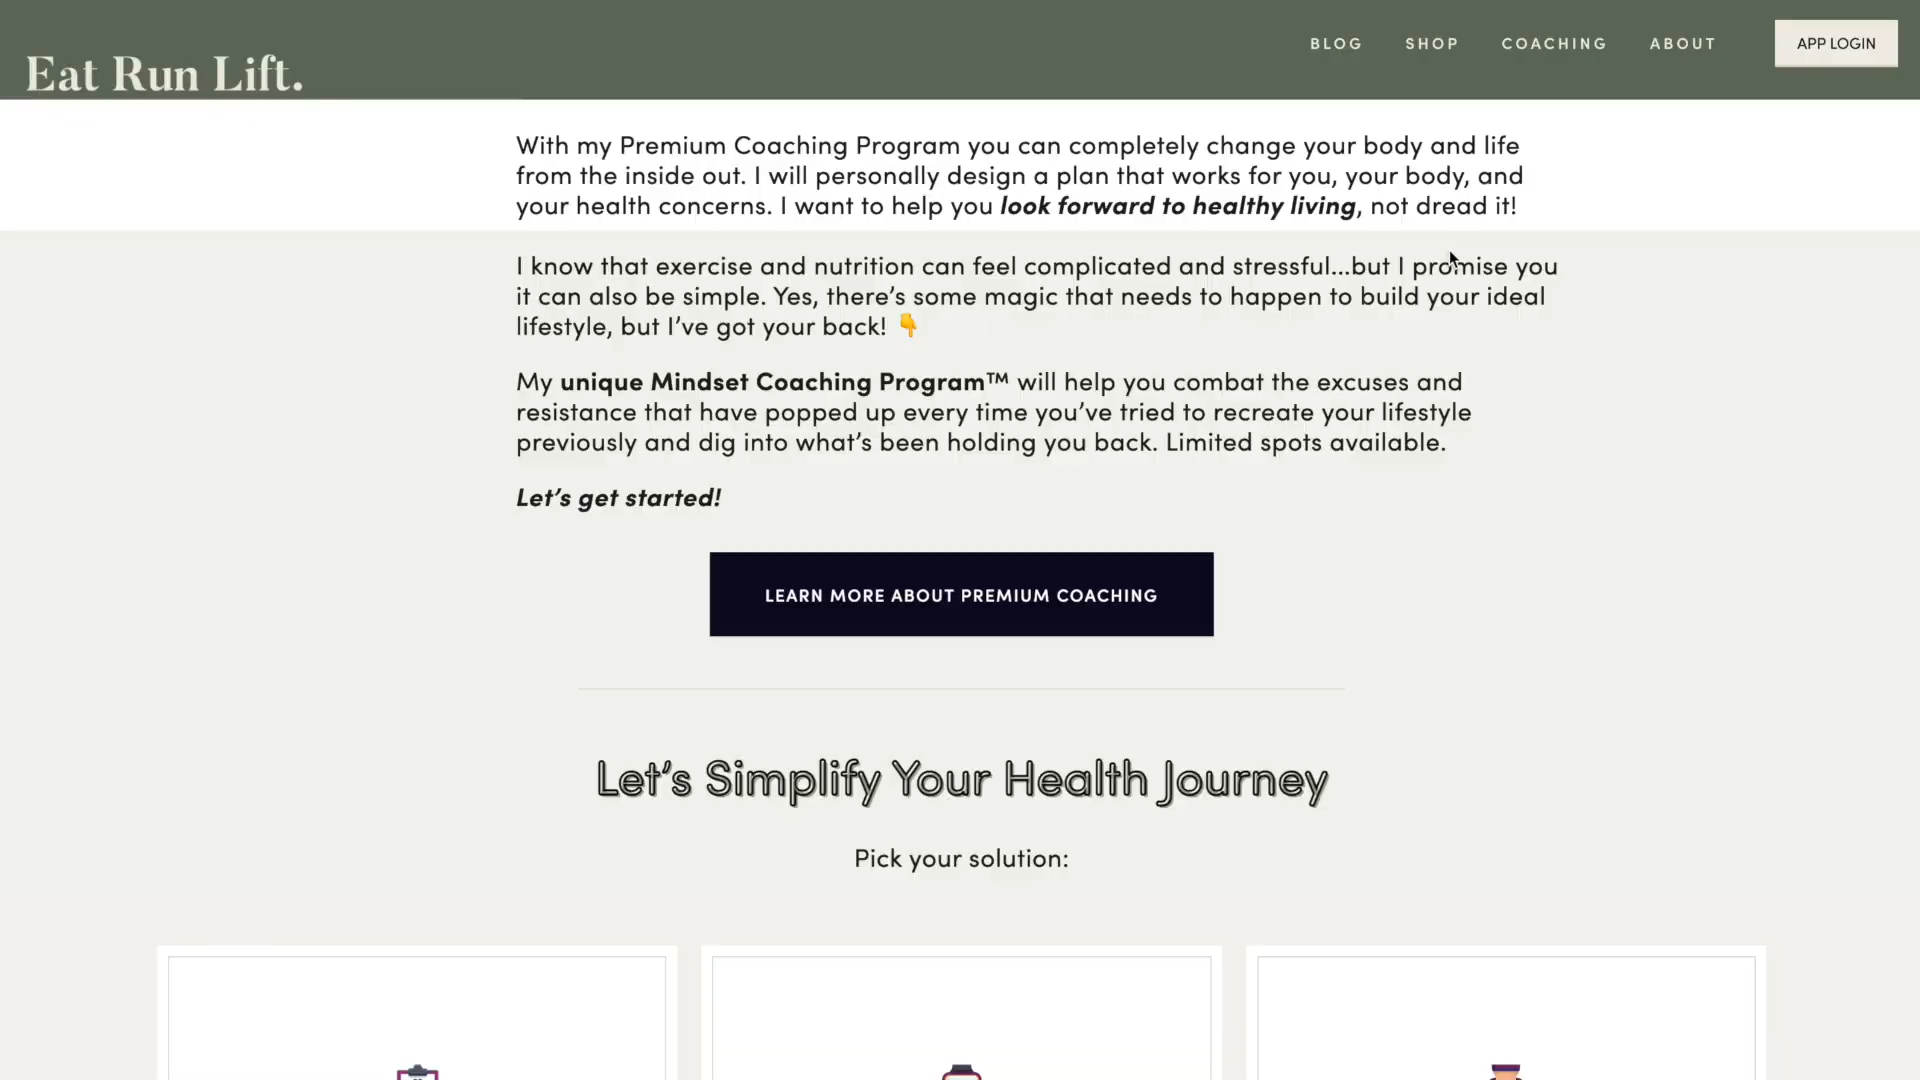 BLOG SHOP COACHING ABOUT APP LOGIN
Eat Run Lift.
With my Premium Coaching Program you can completely change your body and life
from the inside out. I will personally design a plan that works for you, your body, and
your health concerns. I want to help you look forward to healthy living, not dread it!
I know that exercise and nutrition can feel complicated and stressful...but I promise you
it can also be simple. Yes, there’s some magic that needs to happen to build your ideal
lifestyle, but I’ve got your back! 👇
My unique Mindset Coaching Program™ will help you combat the excuses and
resistance that have popped up every time you’ve tried to recreate your lifestyle
previously and dig into what’s been holding you back. Limited spots available.
Let’s get started!
LEARN MORE ABOUT PREMIUM COACHING
Let’s Simplify Your Health Journey
Pick your solution: